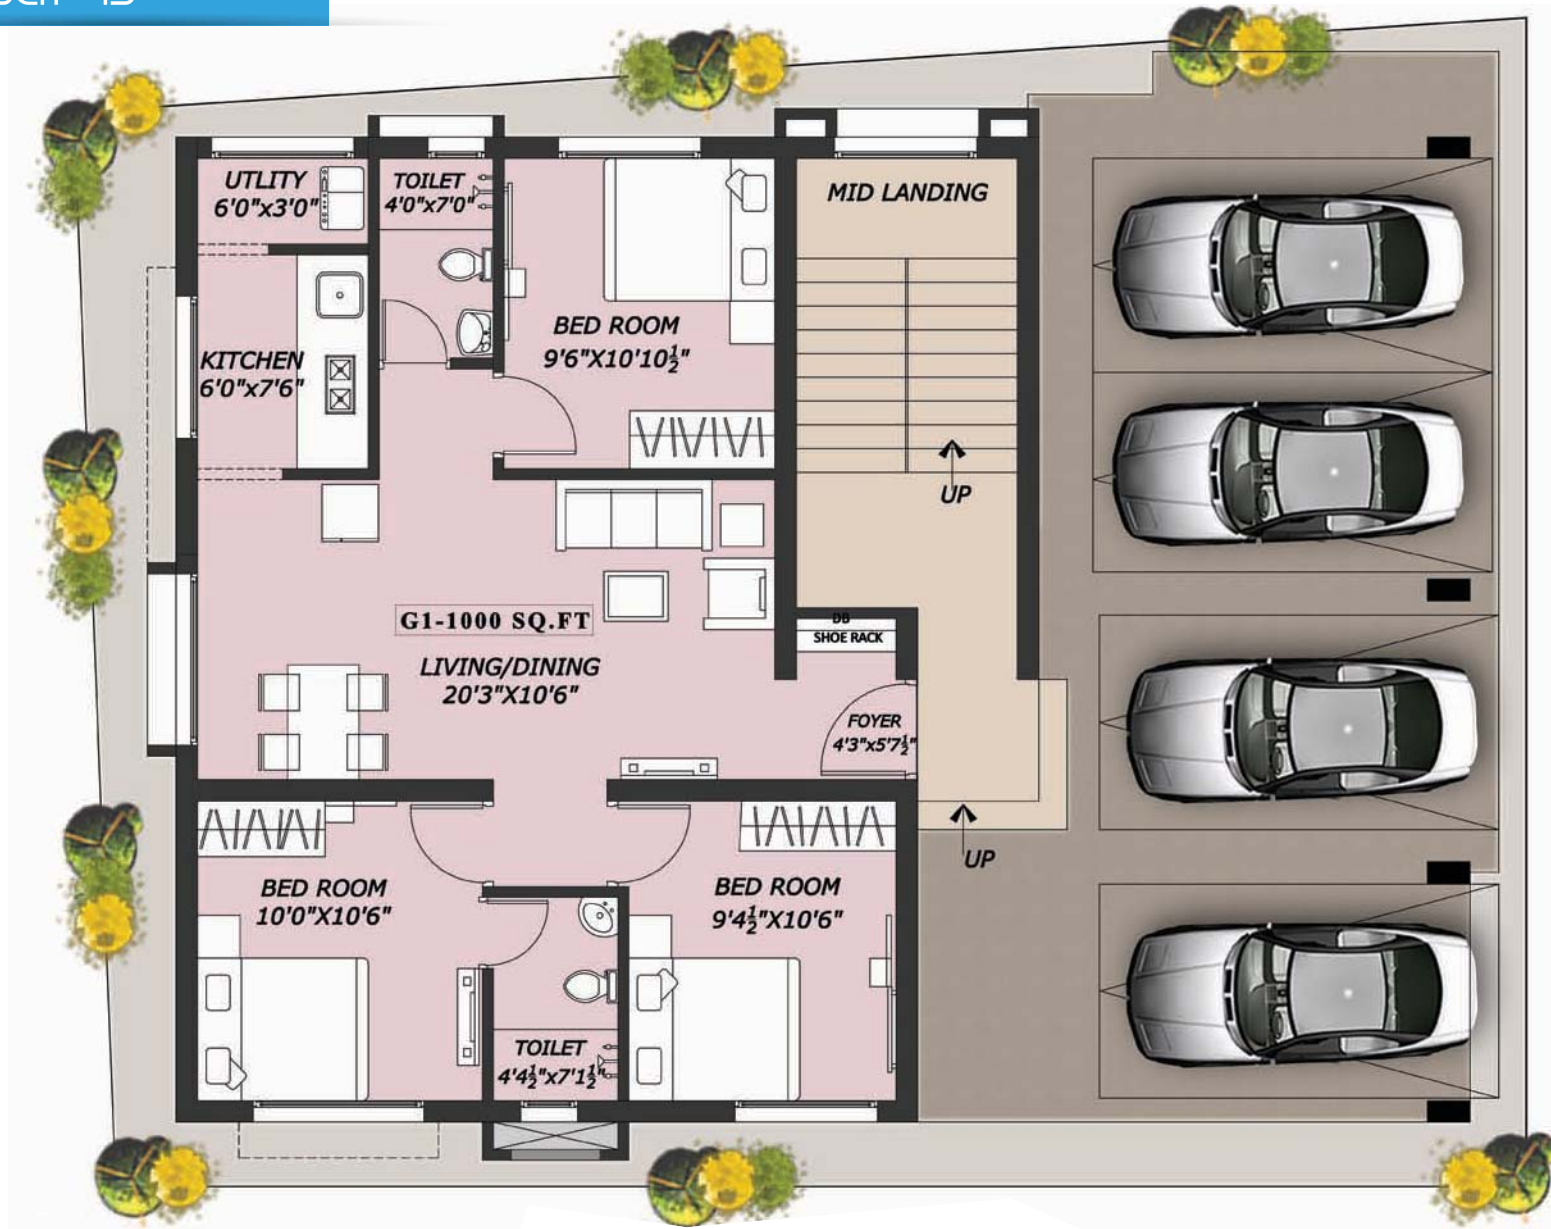 UTLITY
6'0"x3'0"
TOILET
4'0"x7'0"
MID LANDING
BED ROOM
9'6"X10'10½"
KITCHEN
6'0"x7'6"
UP
G1-1000 SQ.FT
LIVING/DINING
20'3"X10'6"
DB
SHOE RACK
FOYER
4'3"x5'7½"
UP
BED ROOM
10'0"X10'6"
BED ROOM
9'4½"X10'6"
TOILET
4'4½"x7'1½"